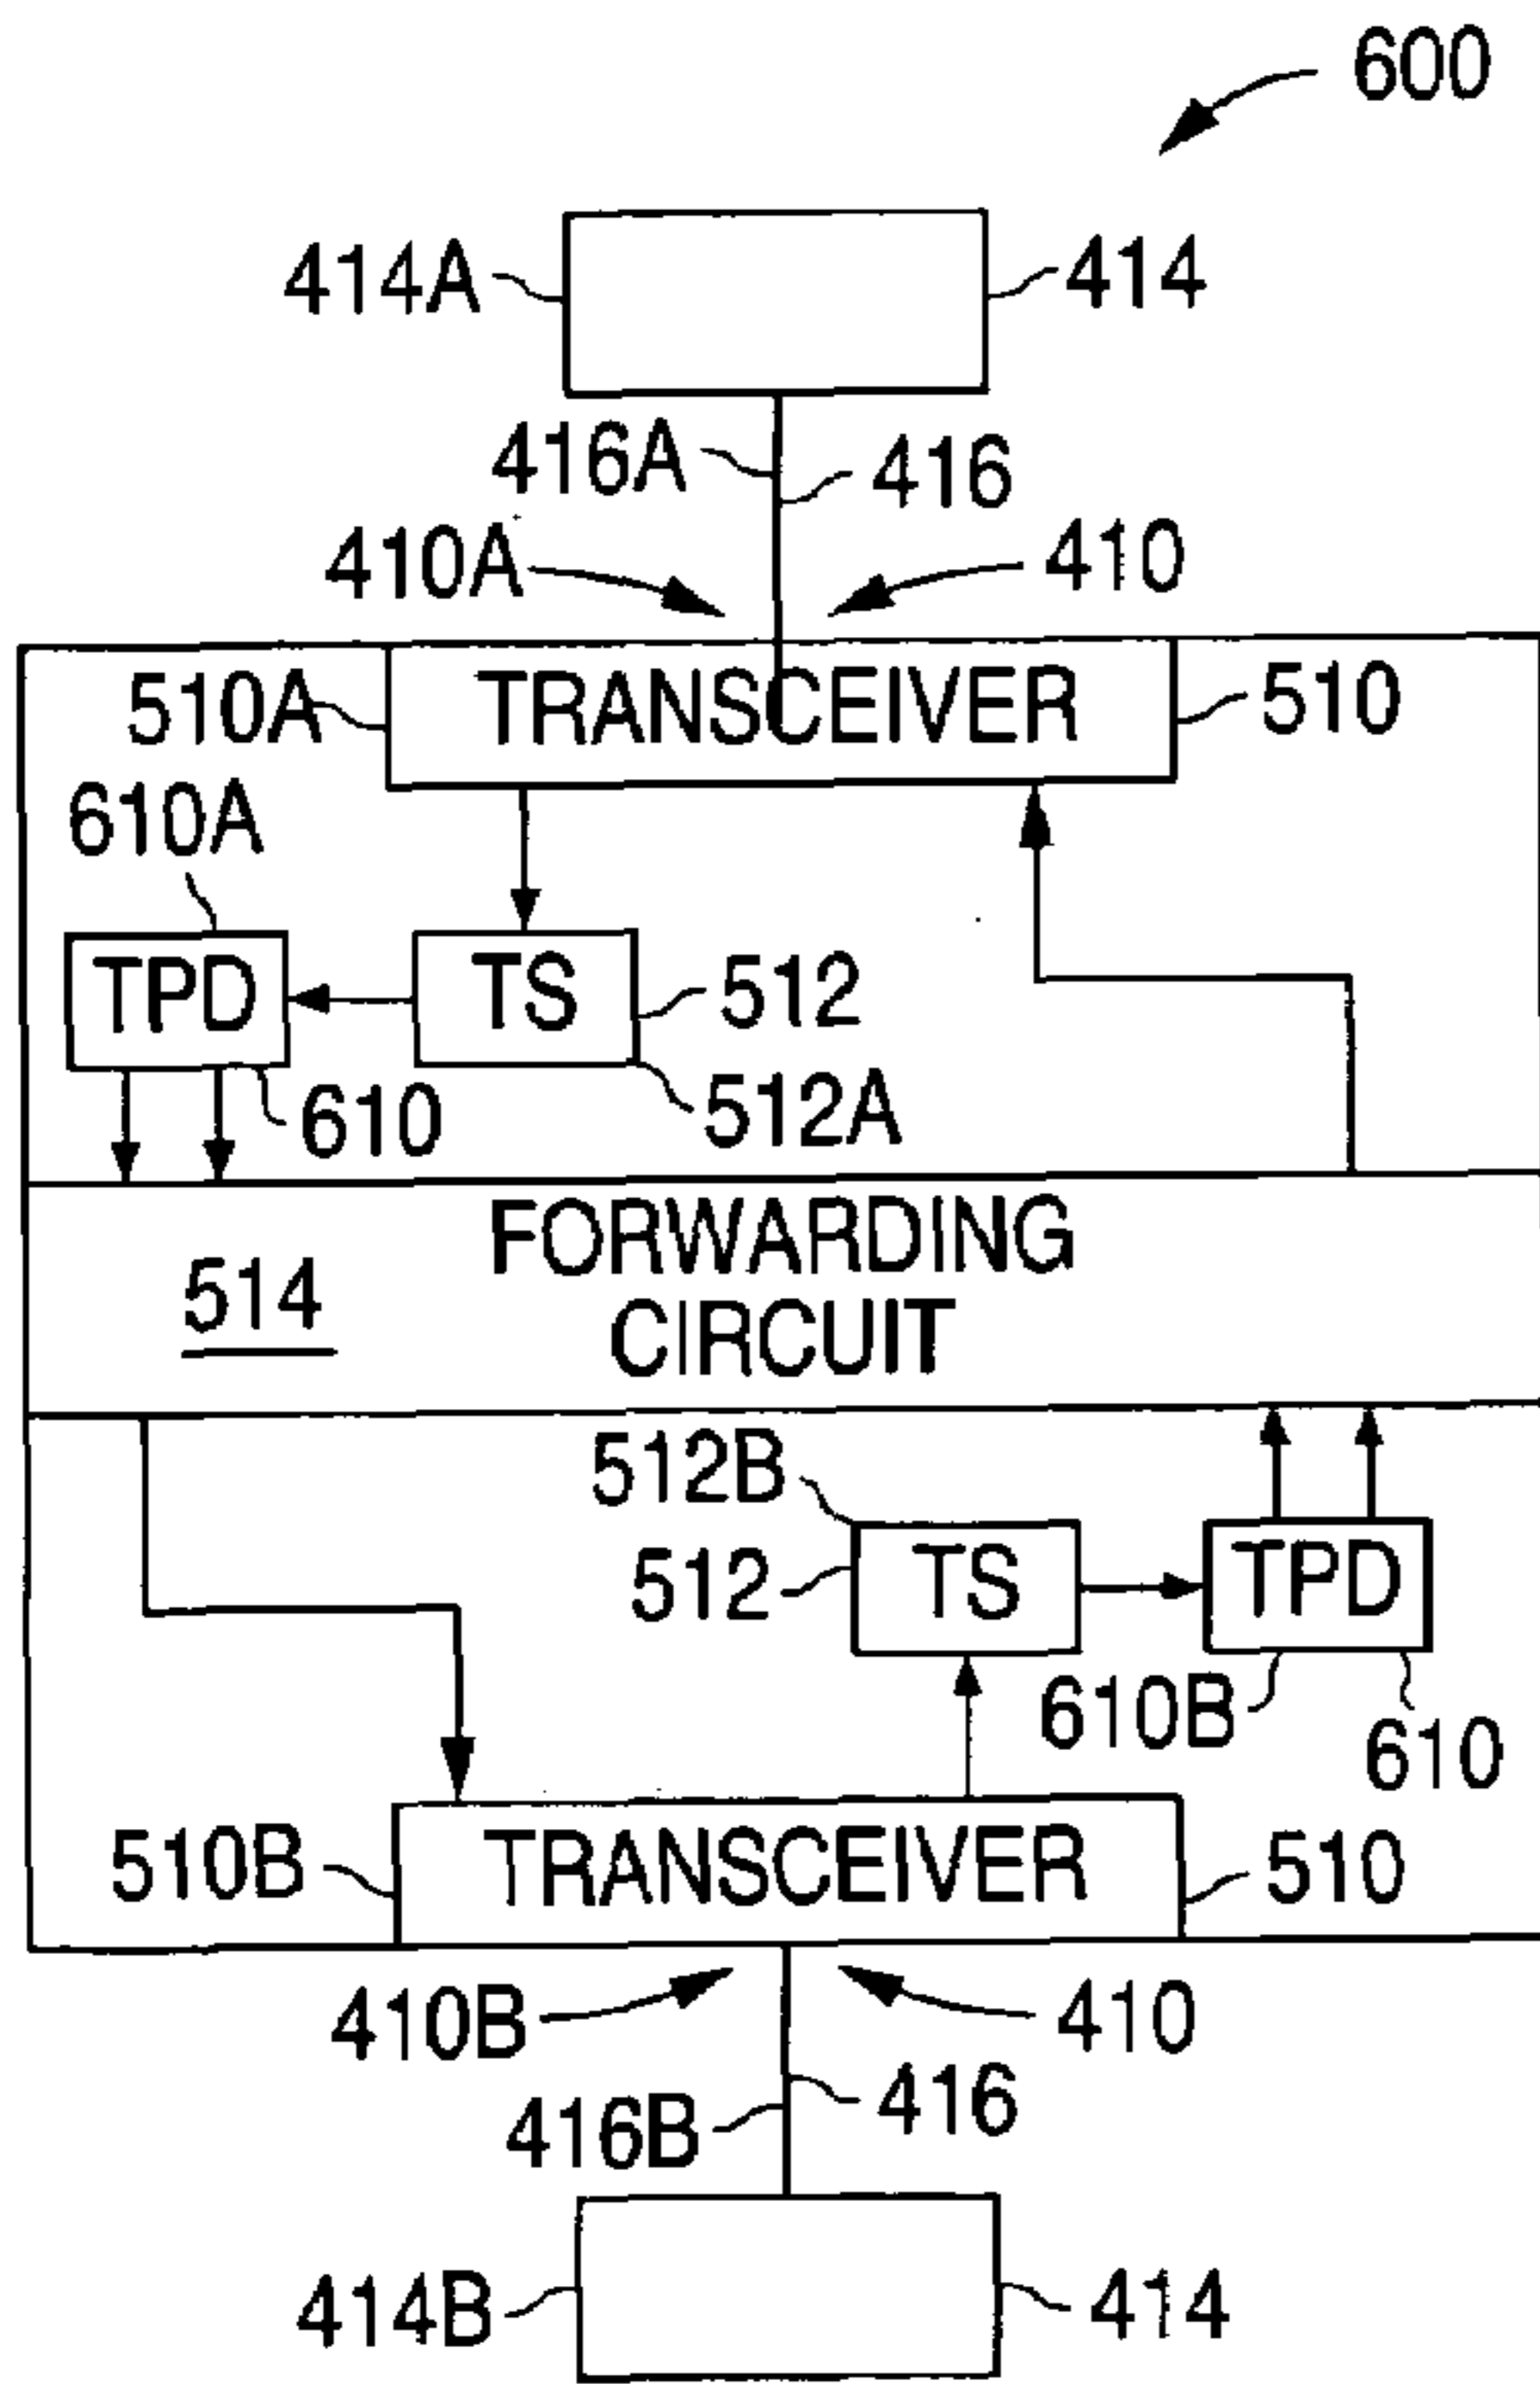 600
414A 414
416A 416
410A 410
510A TRANSCEIVER 510
610A
TPD TS 512
610 512A
FORWARDING
514 CIRCUIT
512B
512 TS TPD
610B 610
510B TRANSCEIVER 510
410B 410
416B 416
414B 414